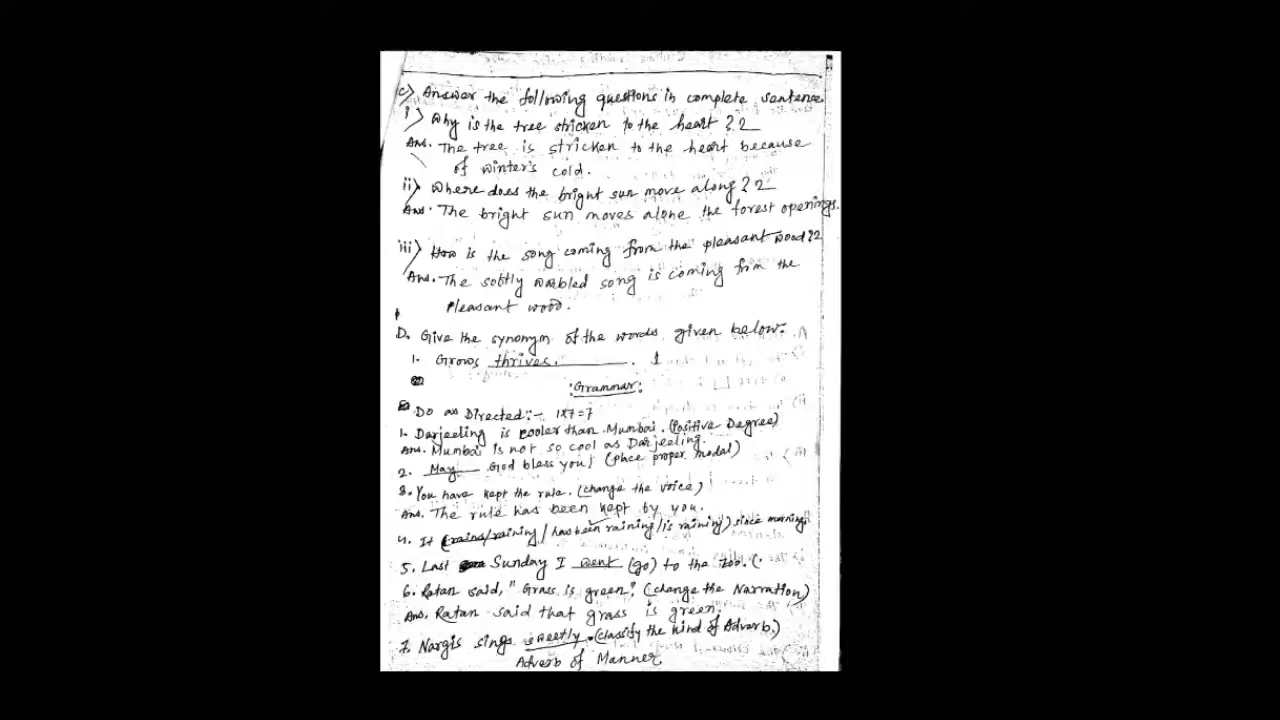 C) Answer the following questions in complete sentence
i) Why is the tree stricken to the heart? 2
Ans. The tree is stricken to the heart because
of winter's cold.
ii) Where does the bright sun move along? 2
Ans. The bright sun moves alone the forest openings.
iii) How is the song coming from the pleasant wood? 2
Ans. The softly warbled song is coming from the
pleasant wood.
D. Give the synonym of the words given below:-
1. Grows thrives. 1
:Grammar:
Do as Directed:- 1x7=7
1. Darjeeling is cooler than Mumbai. (Positive Degree)
Ans. Mumbai is not so cool as Darjeeling.
2. May God bless you! (place proper modal)
3. You have kept the rule. (change the voice)
Ans. The rule has been kept by you.
4. It (rains/raining/has been raining/is raining) since morning.
5. Last Sunday I went (go) to the zoo. (
6. Ratan said, "Grass is green". (change the Narration)
Ans. Ratan said that grass is green.
7. Nargis sings sweetly. (classify the kind of Adverb.)
Adverb of Manner